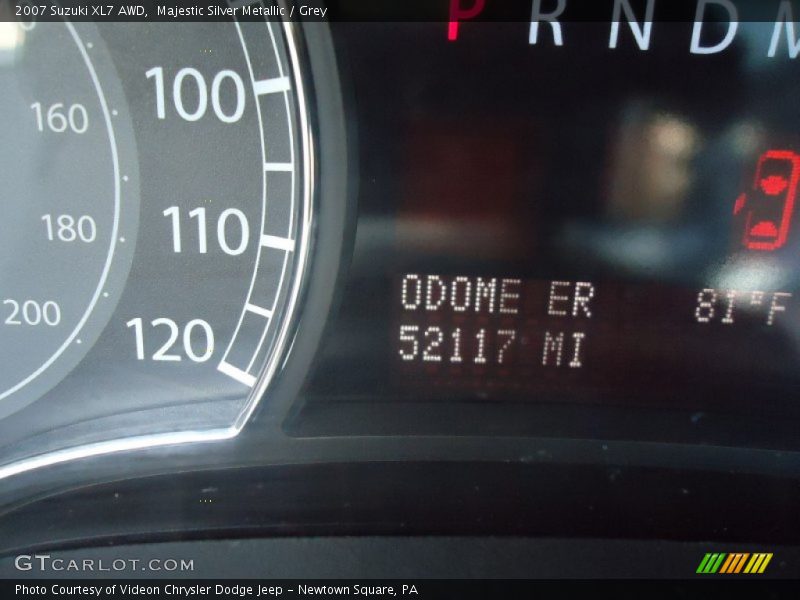 2007 Suzuki XL7 AWD,  Majestic Silver Metallic / Grey
P R N D M
100
160
110
180
ODOME ER 81°F
200
52117 MI
120
GTCARLOT.COM
Photo Courtesy of Videon Chrysler Dodge Jeep - Newtown Square, PA